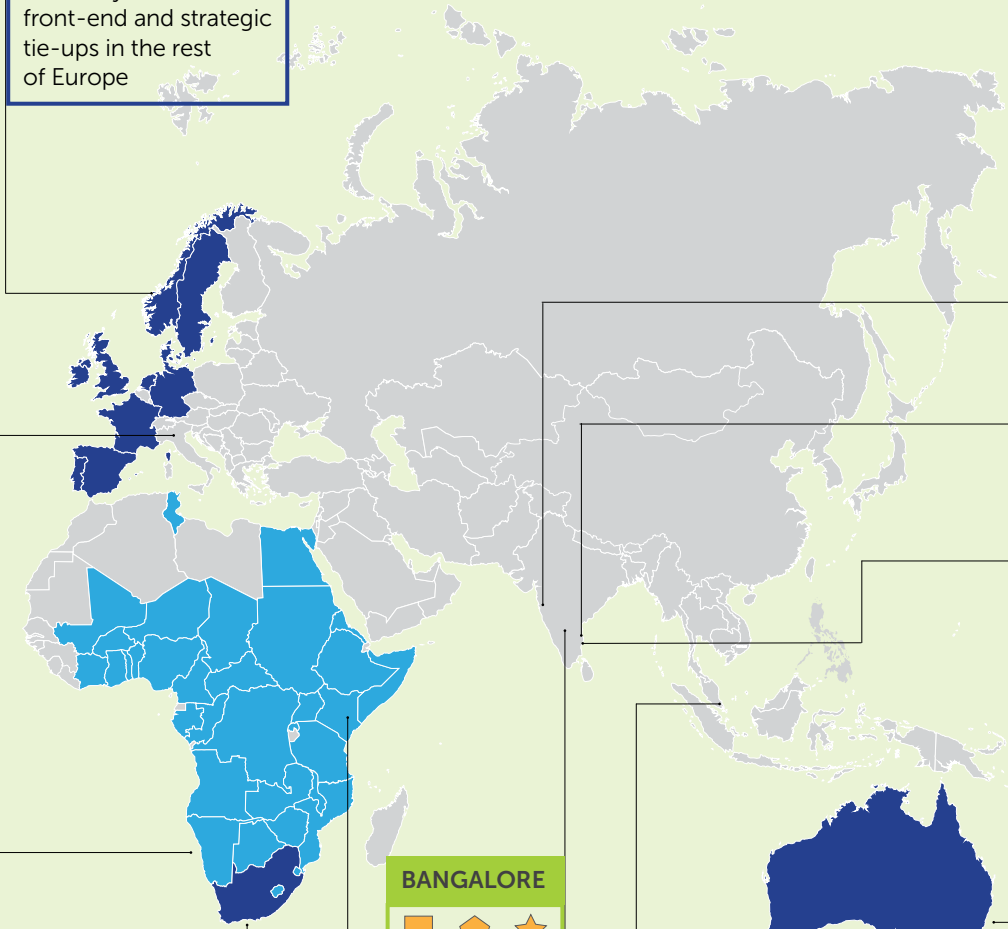 front-end and strategic
tie-ups in the rest
of Europe
BANGALORE